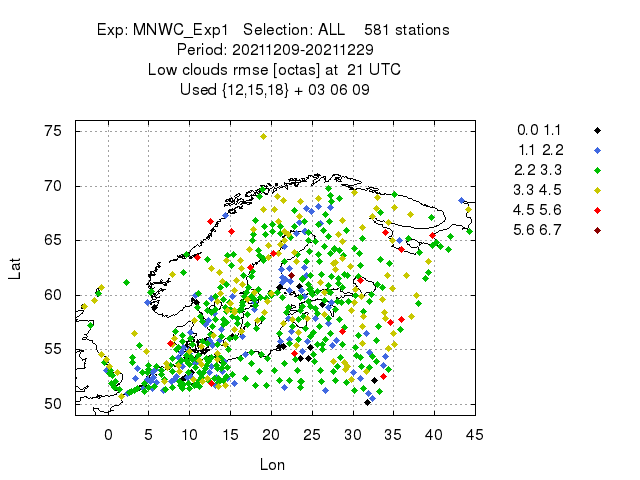 Exp: MNWC_Exp1 Selection: ALL 581 stations
Period: 20211209-20211229
Low clouds rmse [octas] at 21 UTC
Used {12,15,18} + 03 06 09
0.0 1.1
1.1 2.2
2.2 3.3
3.3 4.5
4.5 5.6
5.6 6.7
75
70
65
60
55
50
Lat
0 5 10 15 20 25 30 35 40 45
Lon